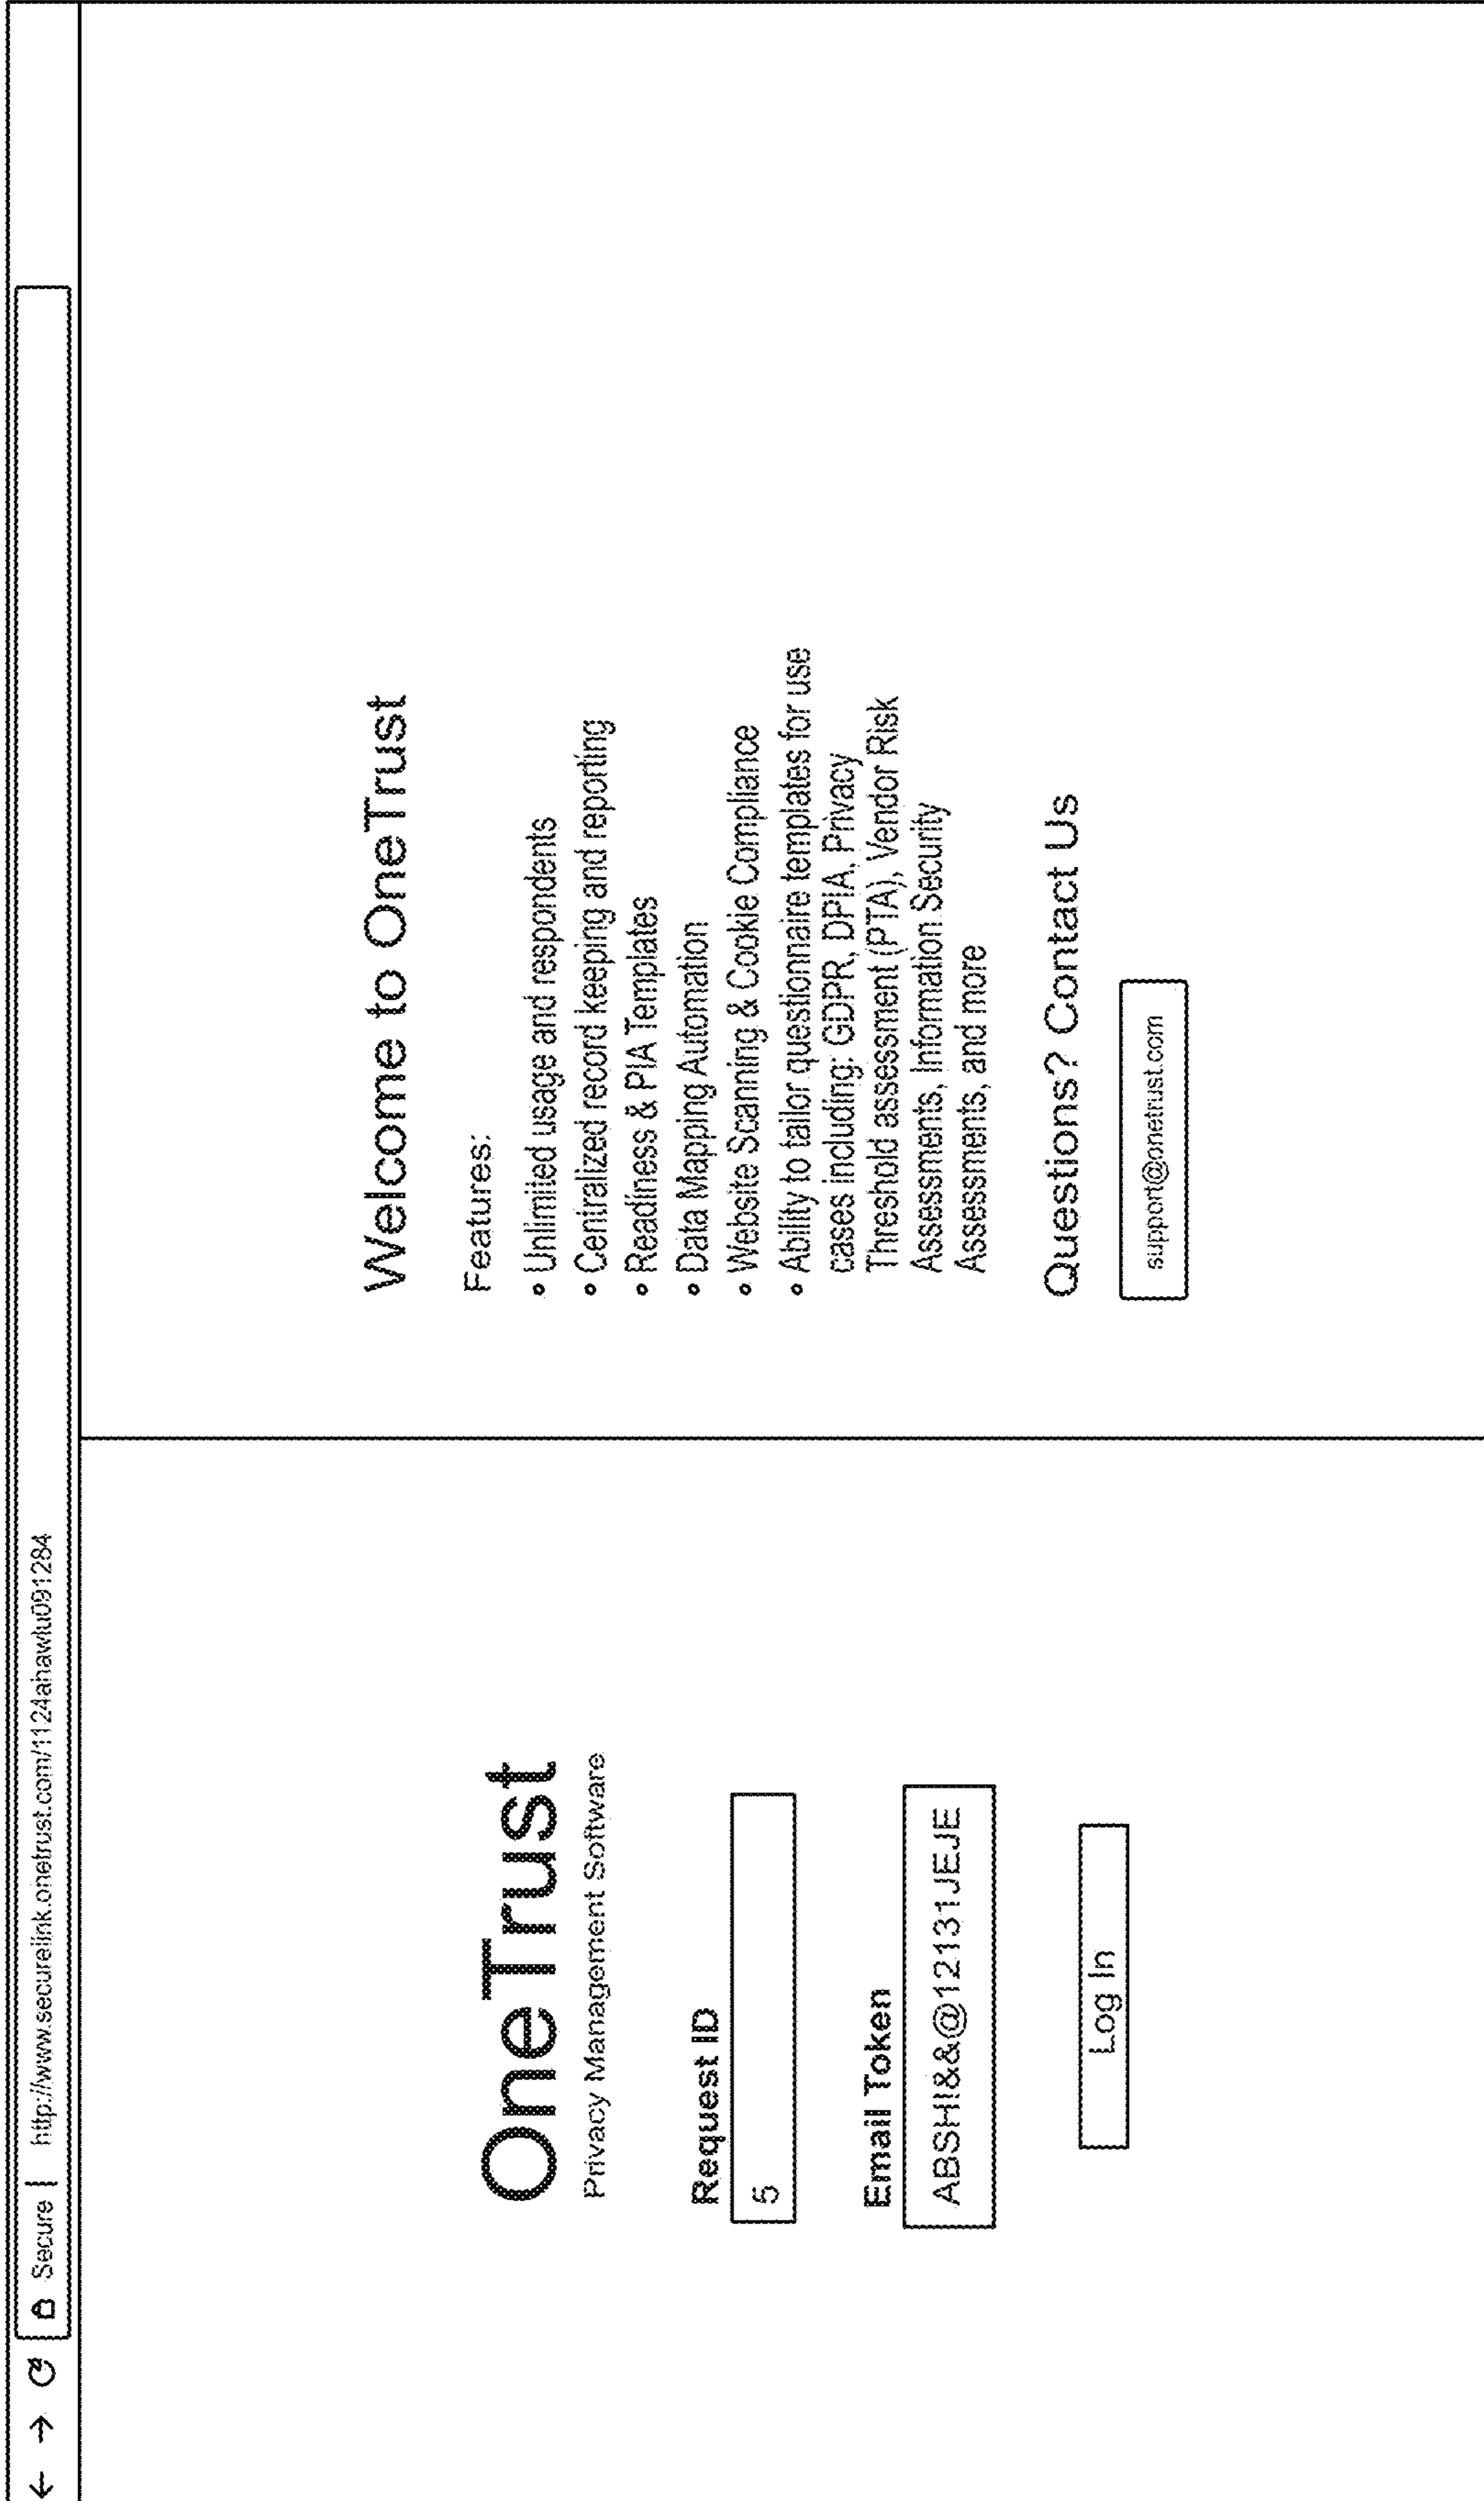 Secure | http://www.securelink.onetrust.com/1124ahawlu091284
OneTrust
Privacy Management Software
Request ID
5
Email Token
ABSHI&&@12131JEJE
Log In
Welcome to OneTrust
Features:
• Unlimited usage and respondents
• Centralized record keeping and reporting
• Readiness & PIA Templates
• Data Mapping Automation
• Website Scanning & Cookie Compliance
• Ability to tailor questionnaire templates for use
cases including: GDPR, DPIA, Privacy
Threshold assessment (PTA), Vendor Risk
Assessments, Information Security
Assessments, and more
Questions? Contact Us
support@onetrust.com